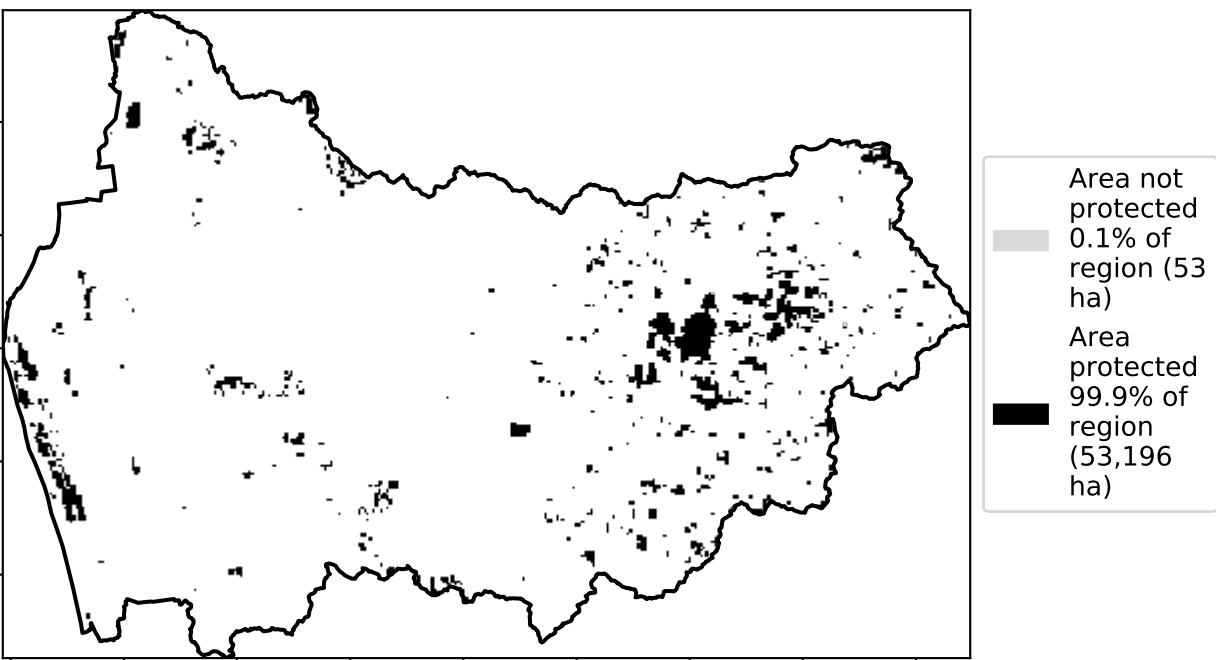 Area not
protected
0.1% of
region (53
ha)
Area
protected
99.9% of
region
(53,196
ha)